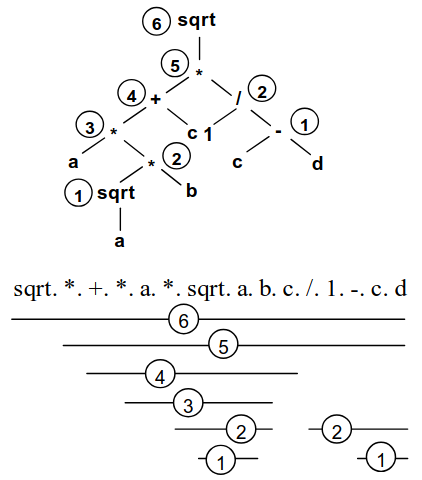 6 sqrt
5 *
4 + / 2
3 * c 1 - 1
a * 2 c d
1 sqrt b
a
sqrt. *. +. *. a. *. sqrt. a. b. c. /. 1. -. c. d
6
5
4
3
2 2
1 1